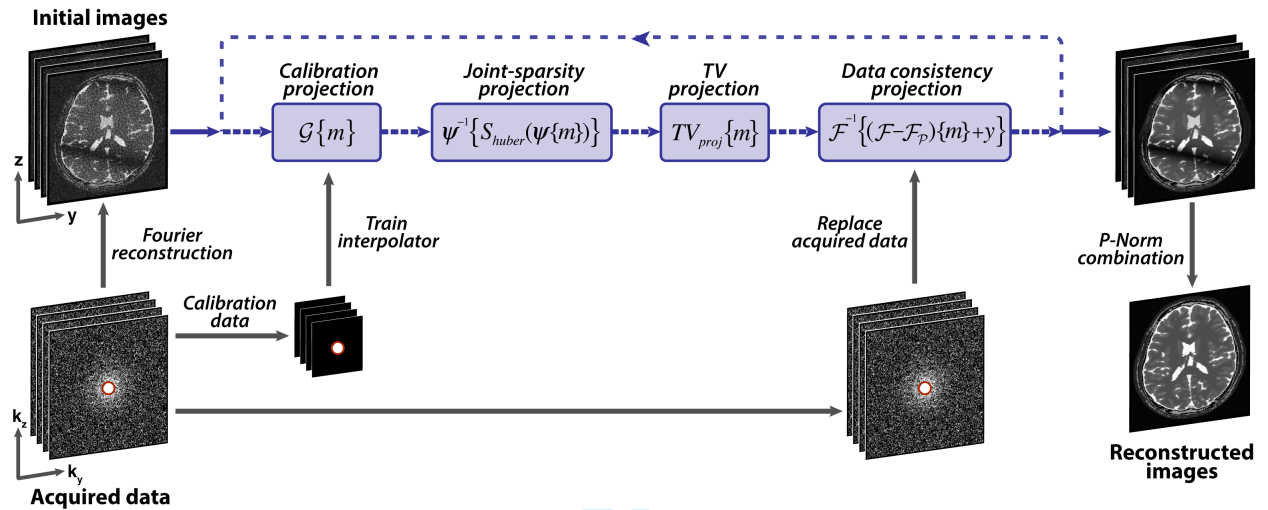 Initial images
Calibration
projection
Joint-sparsity
projection
TV
projection
Data consistency
projection
𝒢{m}
ψ⁻¹{S_huber(ψ{m})}
TV_proj{m}
ℱ⁻¹{(ℱ−ℱ_𝒫){m}+y}
z
y
Fourier
reconstruction
Train
interpolator
Replace
acquired data
P-Norm
combination
Calibration
data
k_z
k_y
Acquired data
Reconstructed
images